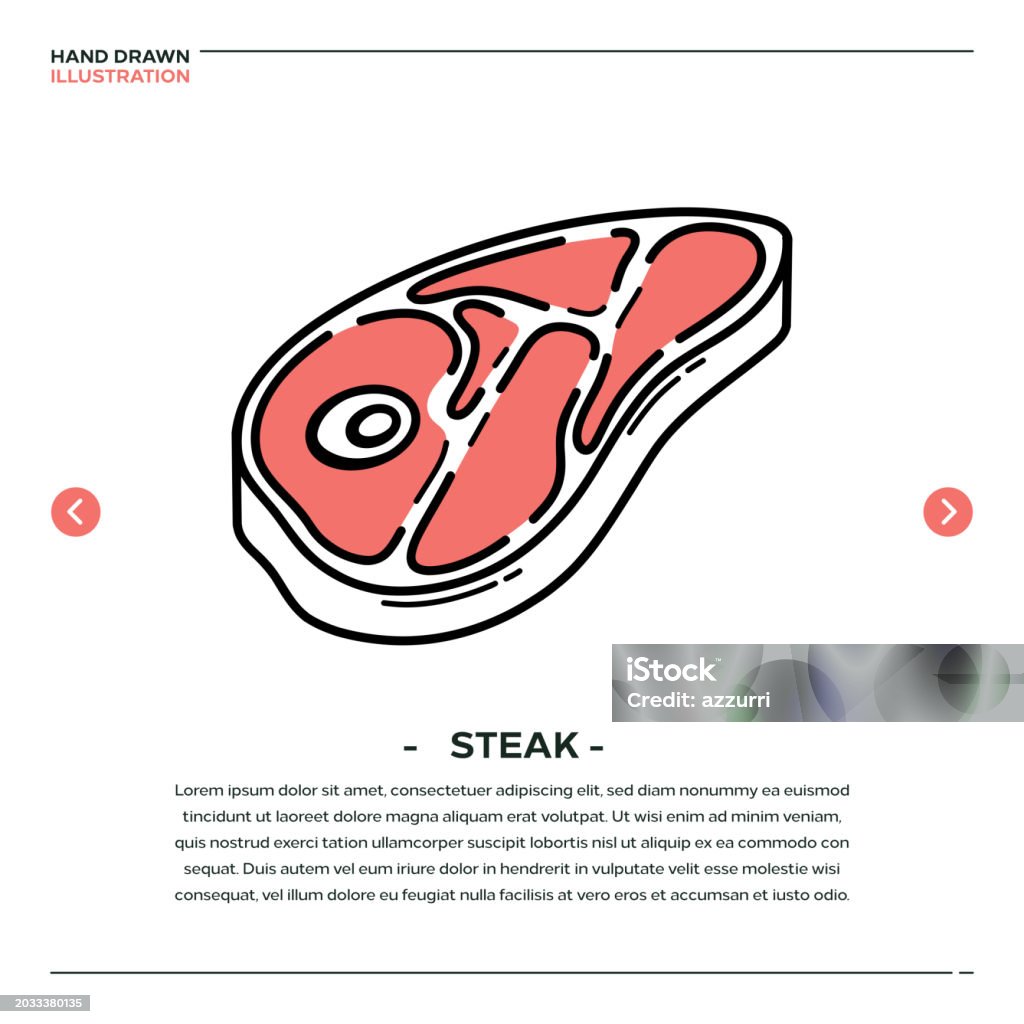 HAND DRAWN
ILLUSTRATION
iStock™
Credit: azzurri
- STEAK -
Lorem ipsum dolor sit amet, consectetuer adipiscing elit, sed diam nonummy ea euismod
tincidunt ut laoreet dolore magna aliquam erat volutpat. Ut wisi enim ad minim veniam,
quis nostrud exerci tation ullamcorper suscipit lobortis nisl ut aliquip ex ea commodo con
sequat. Duis autem vel eum iriure dolor in hendrerit in vulputate velit esse molestie wisi
consequat, vel illum dolore eu feugiat nulla facilisis at vero eros et accumsan et iusto odio.
2033380135